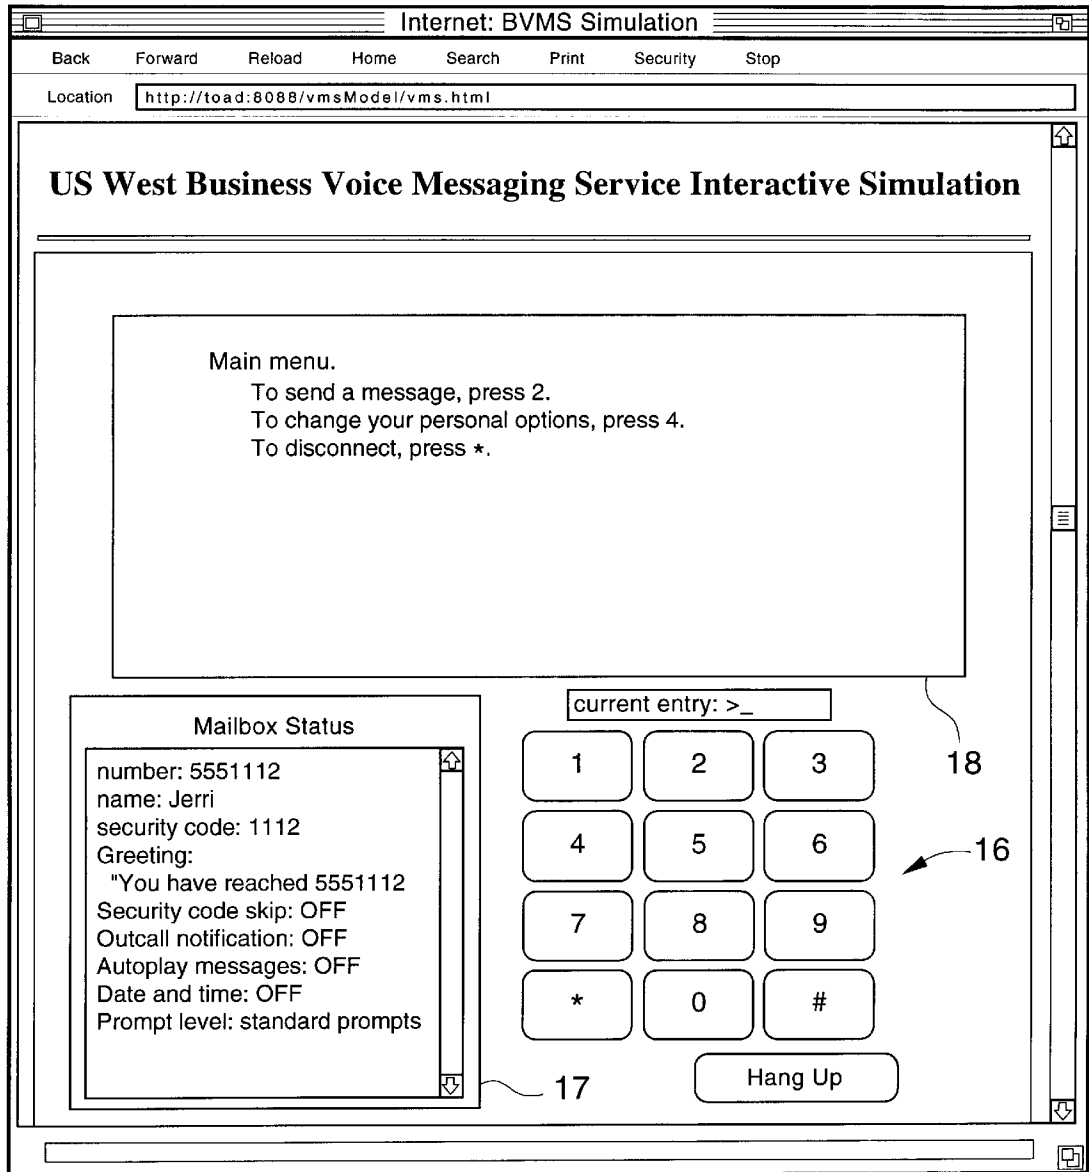 Internet: BVMS Simulation
Back Forward Reload Home Search Print Security Stop
Location http://toad:8088/vmsModel/vms.html
US West Business Voice Messaging Service Interactive Simulation
Main menu.
To send a message, press 2.
To change your personal options, press 4.
To disconnect, press *.
18
Mailbox Status
number: 5551112
name: Jerri
security code: 1112
Greeting:
"You have reached 5551112
Security code skip: OFF
Outcall notification: OFF
Autoplay messages: OFF
Date and time: OFF
Prompt level: standard prompts
17
current entry: >_
1 2 3
4 5 6
16
7 8 9
* 0 #
Hang Up